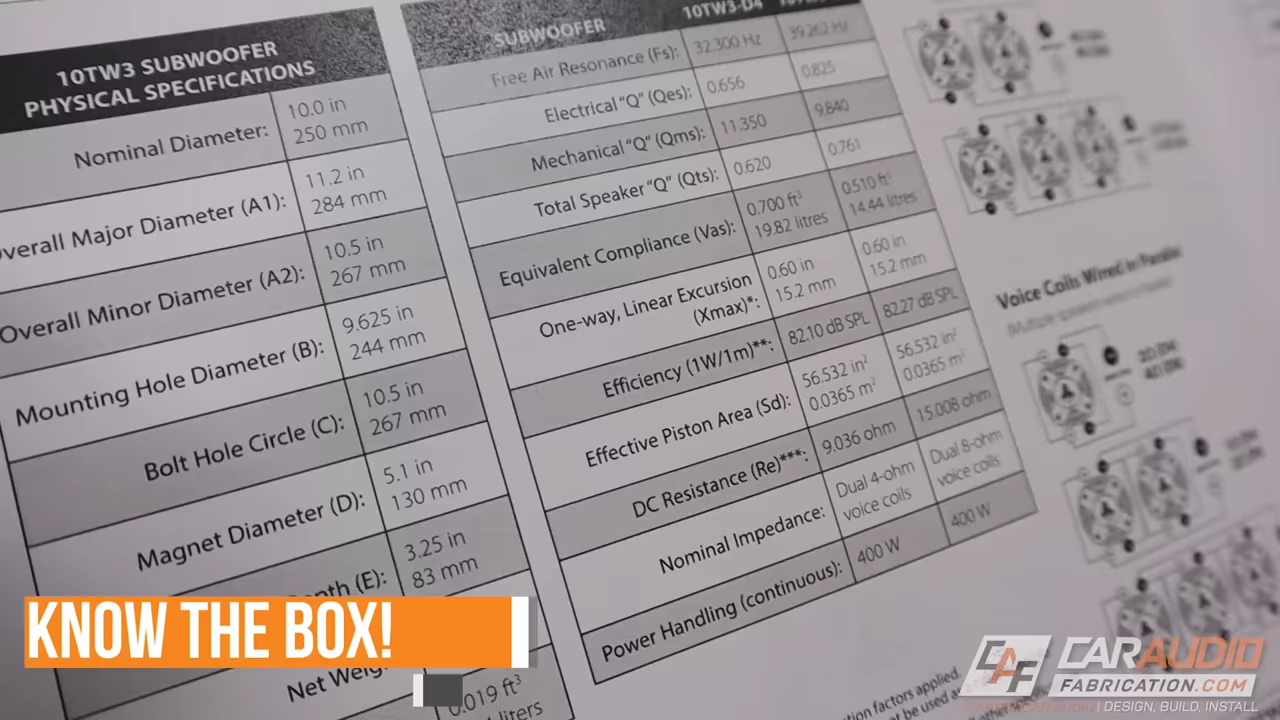 10TW3 SUBWOOFER
PHYSICAL SPECIFICATIONS
Nominal Diameter:
10.0 in
250 mm
Overall Major Diameter (A1):
11.2 in
284 mm
Overall Minor Diameter (A2):
10.5 in
267 mm
Mounting Hole Diameter (B):
9.625 in
244 mm
Bolt Hole Circle (C):
10.5 in
267 mm
Magnet Diameter (D):
5.1 in
130 mm
(E):
3.25 in
83 mm
Net
0.019 ft³
liters
SUBWOOFER
10TW3-D4
Free Air Resonance (Fs):
32.300 Hz
39.262 Hz
Electrical "Q" (Qes):
0.656
0.825
Mechanical "Q" (Qms):
11.350
9.840
Total Speaker "Q" (Qts):
0.620
0.761
Equivalent Compliance (Vas):
0.700 ft³
19.82 litres
0.510 ft³
14.44 litres
One-way, Linear Excursion
(Xmax)*:
0.60 in
15.2 mm
0.60 in
15.2 mm
Efficiency (1W/1m)**:
82.10 dB SPL
82.27 dB SPL
Effective Piston Area (Sd):
56.532 in²
0.0365 m²
56.532 in²
0.0365 m²
DC Resistance (Re)***:
9.036 ohm
15.008 ohm
Nominal Impedance:
Dual 4-ohm
voice coils
Dual 8-ohm
voice coils
Power Handling (continuous):
400 W
400 W
Voice Coils Wired in Parallel
factors applied.
KNOW THE BOX!
CAF
CARAUDIO
FABRICATION.COM
| DESIGN, BUILD, INSTALL